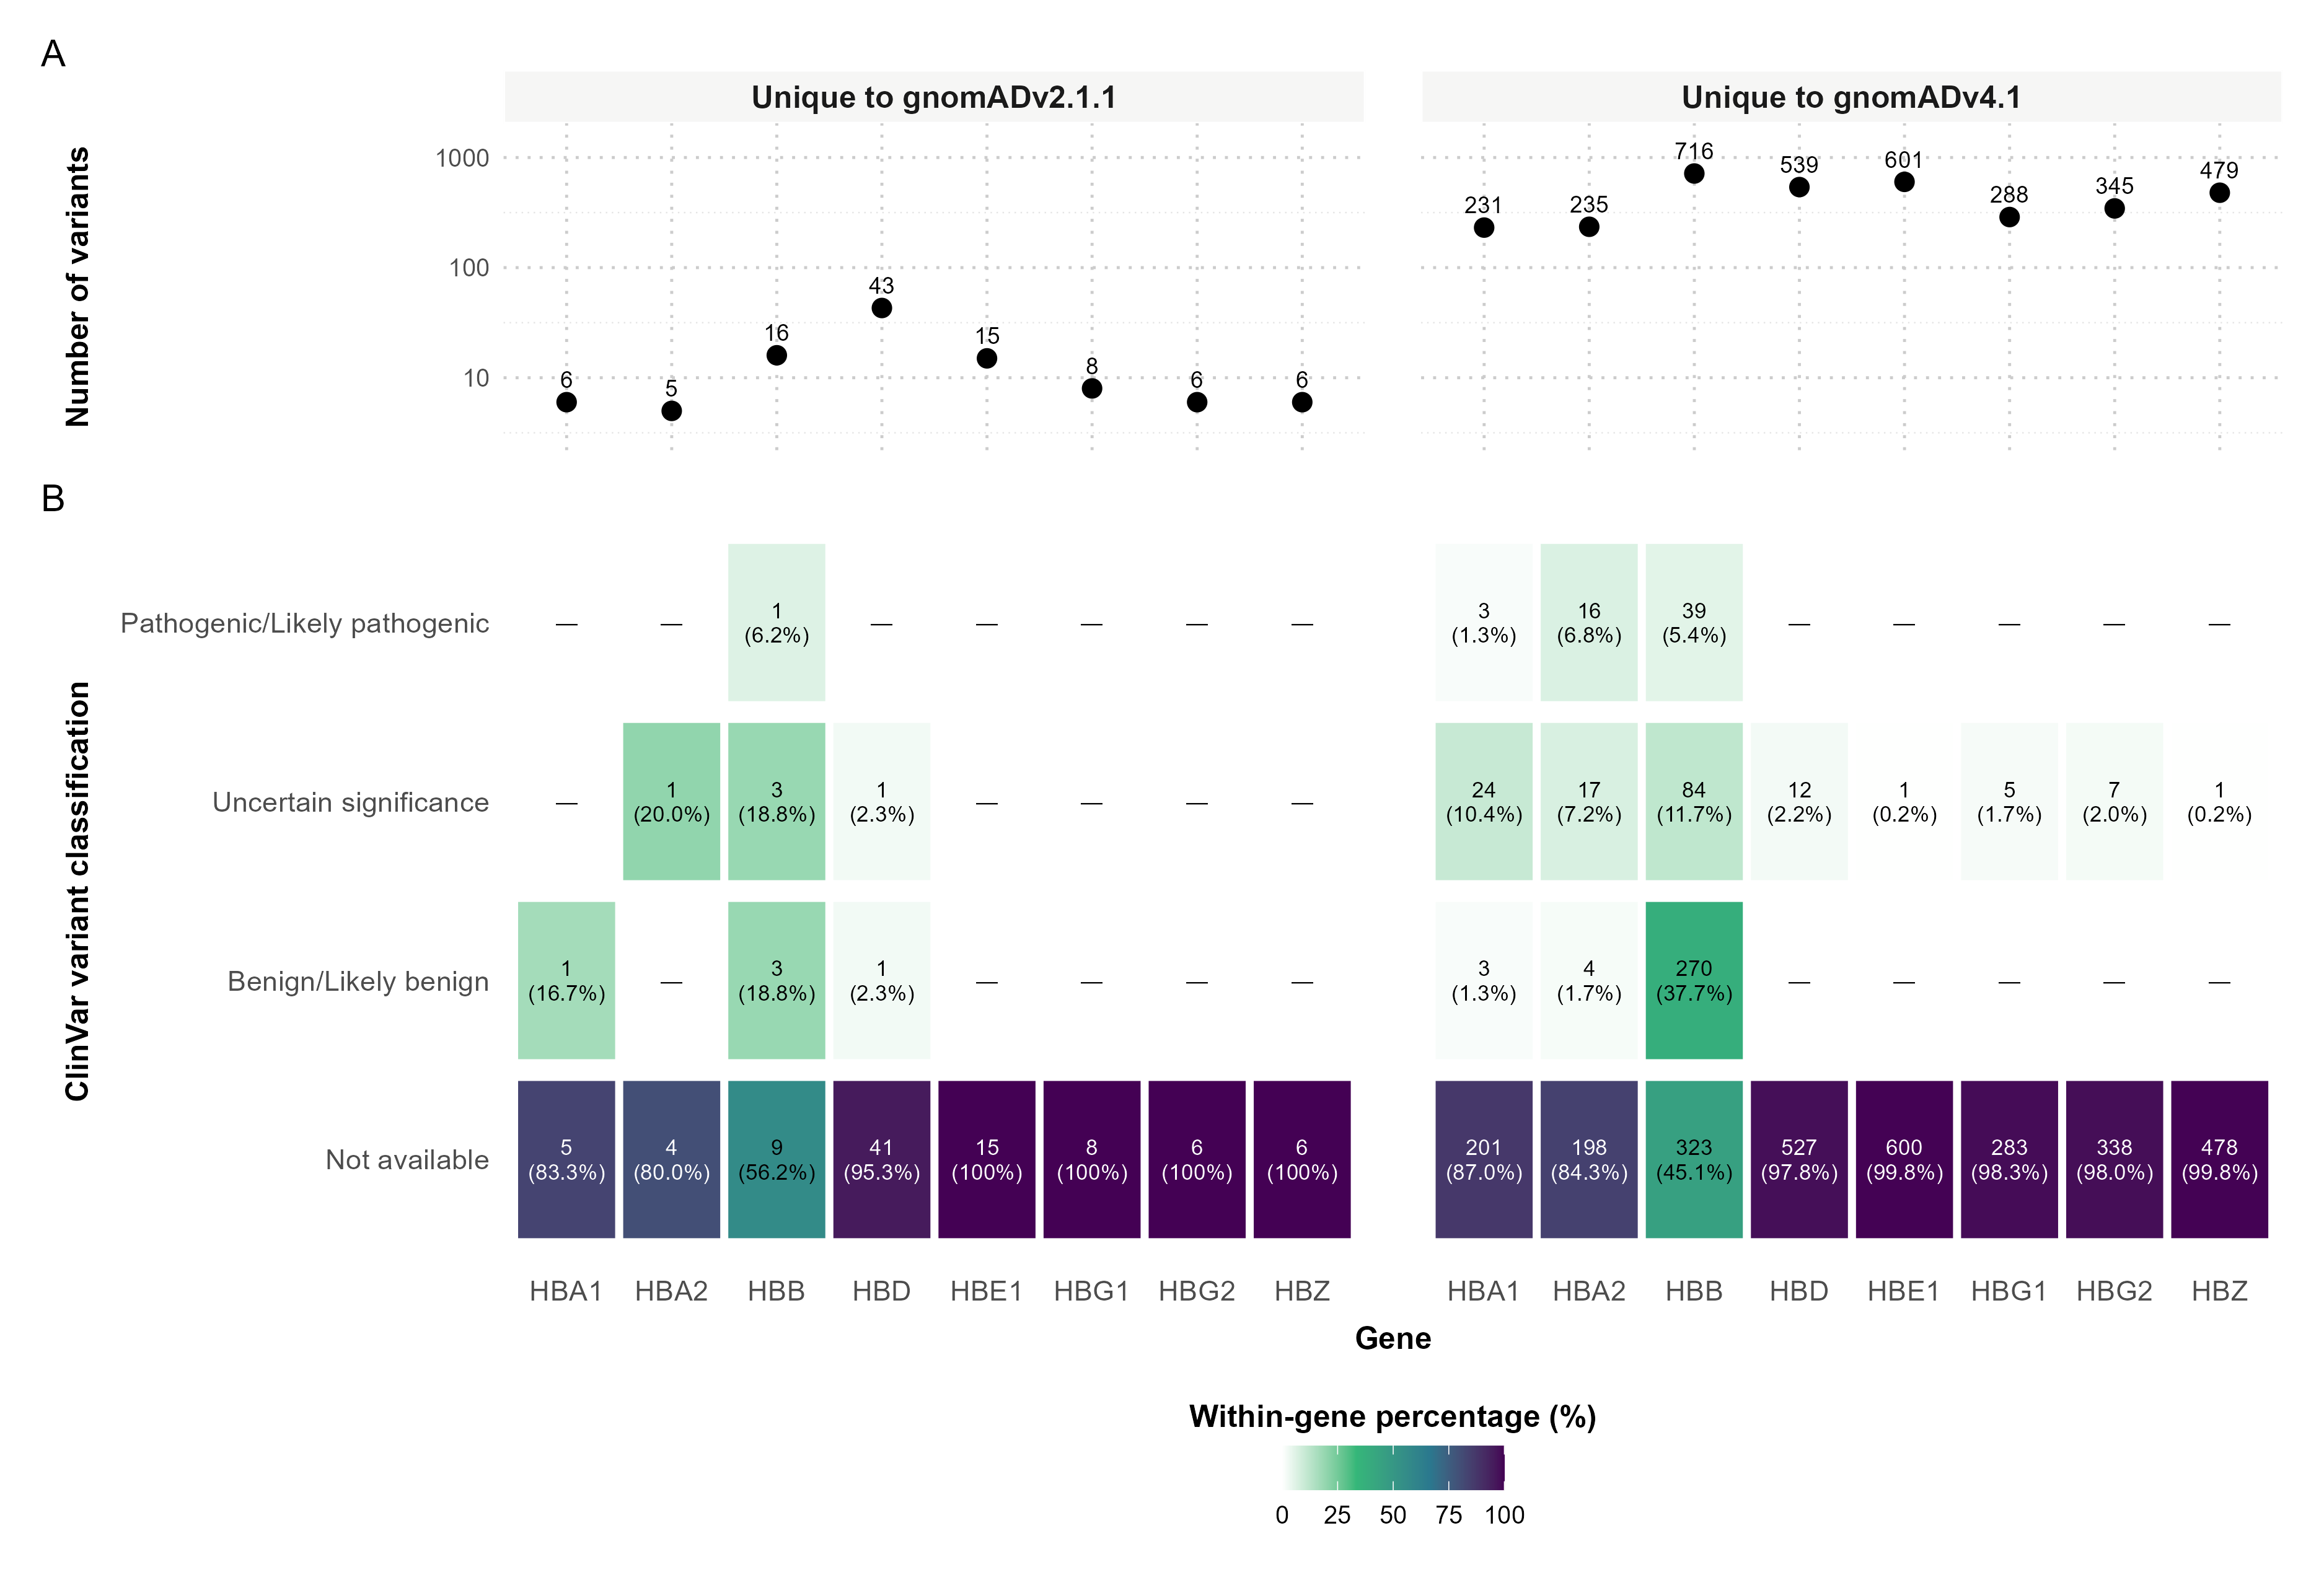 A
Unique to gnomADv2.1.1
Unique to gnomADv4.1
Number of variants
1000
100
10
6
5
16
43
15
8
6
6
231
235
716
539
601
288
345
479
B
ClinVar variant classification
Pathogenic/Likely pathogenic
— — 1 — — — — — 3 16 39 — — — — —
(6.2%) (1.3%) (6.8%) (5.4%)
Uncertain significance
— 1 3 1 — — — — 24 17 84 12 1 5 7 1
(20.0%) (18.8%) (2.3%) (10.4%) (7.2%) (11.7%) (2.2%) (0.2%) (1.7%) (2.0%) (0.2%)
Benign/Likely benign
1 — 3 1 — — — — 3 4 270 — — — — —
(16.7%) (18.8%) (2.3%) (1.3%) (1.7%) (37.7%)
Not available
5 4 9 41 15 8 6 6 201 198 323 527 600 283 338 478
(83.3%) (80.0%) (56.2%) (95.3%) (100%) (100%) (100%) (100%) (87.0%) (84.3%) (45.1%) (97.8%) (99.8%) (98.3%) (98.0%) (99.8%)
HBA1 HBA2 HBB HBD HBE1 HBG1 HBG2 HBZ HBA1 HBA2 HBB HBD HBE1 HBG1 HBG2 HBZ
Gene
Within-gene percentage (%)
0 25 50 75 100